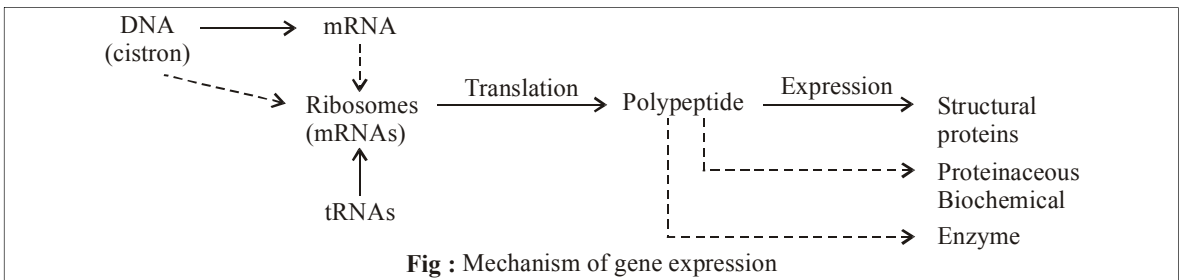 DNA
(cistron)
mRNA
Ribosomes
(mRNAs)
tRNAs
Translation
Polypeptide
Expression
Structural
proteins
Proteinaceous
Biochemical
Enzyme
Fig : Mechanism of gene expression